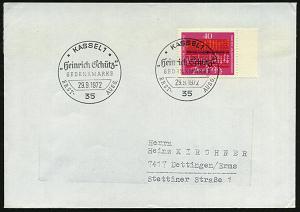 KASSEL 1
Heinrich Schütz
GEDENKMARKE
29.9.1972
35
KASSEL 1
Heinrich Schütz
GEDENKMARKE
29.9.1972
35
40
Herrn
Heinz KIRCHNER
7417 Dettingen/Erms
Stettiner Straße 1